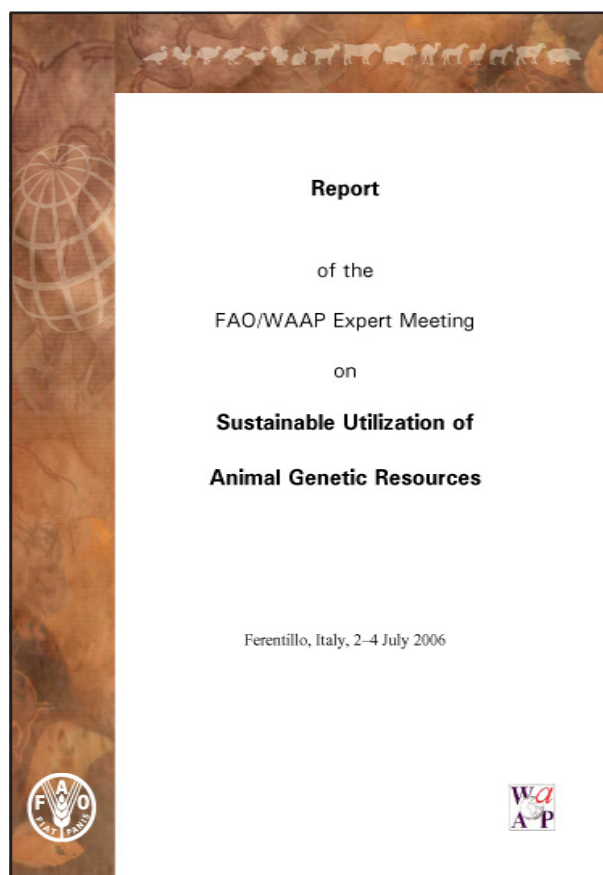 Report
of the
FAO/WAAP Expert Meeting
on
Sustainable Utilization of
Animal Genetic Resources
Ferentillo, Italy, 2–4 July 2006
F A O
FIAT PANIS
W a
A P